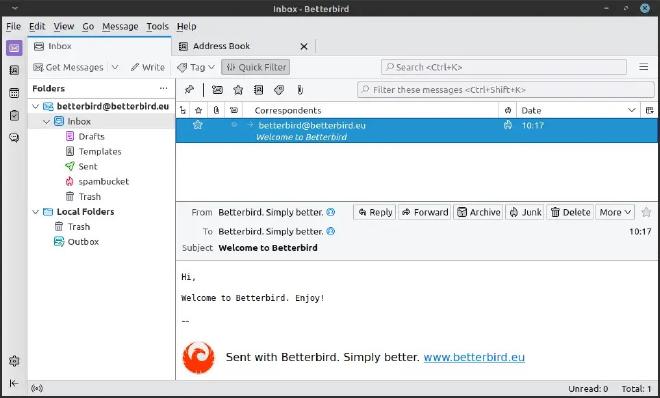 Inbox - Betterbird
File Edit View Go Message Tools Help
Inbox
Address Book
Get Messages Write Tag Quick Filter Search <Ctrl+K>
Folders ...
Filter these messages <Ctrl+Shift+K>
betterbird@betterbird.eu
Correspondents Date
Inbox
betterbird@betterbird.eu 10:17
Welcome to Betterbird
Drafts
Templates
Sent
spambucket
Trash
Local Folders
Trash
Outbox
From Betterbird. Simply better. Reply Forward Archive Junk Delete More
To Betterbird. Simply better. 10:17
Subject Welcome to Betterbird
Hi,
Welcome to Betterbird. Enjoy!
--
Sent with Betterbird. Simply better. www.betterbird.eu
Unread: 0 Total: 1